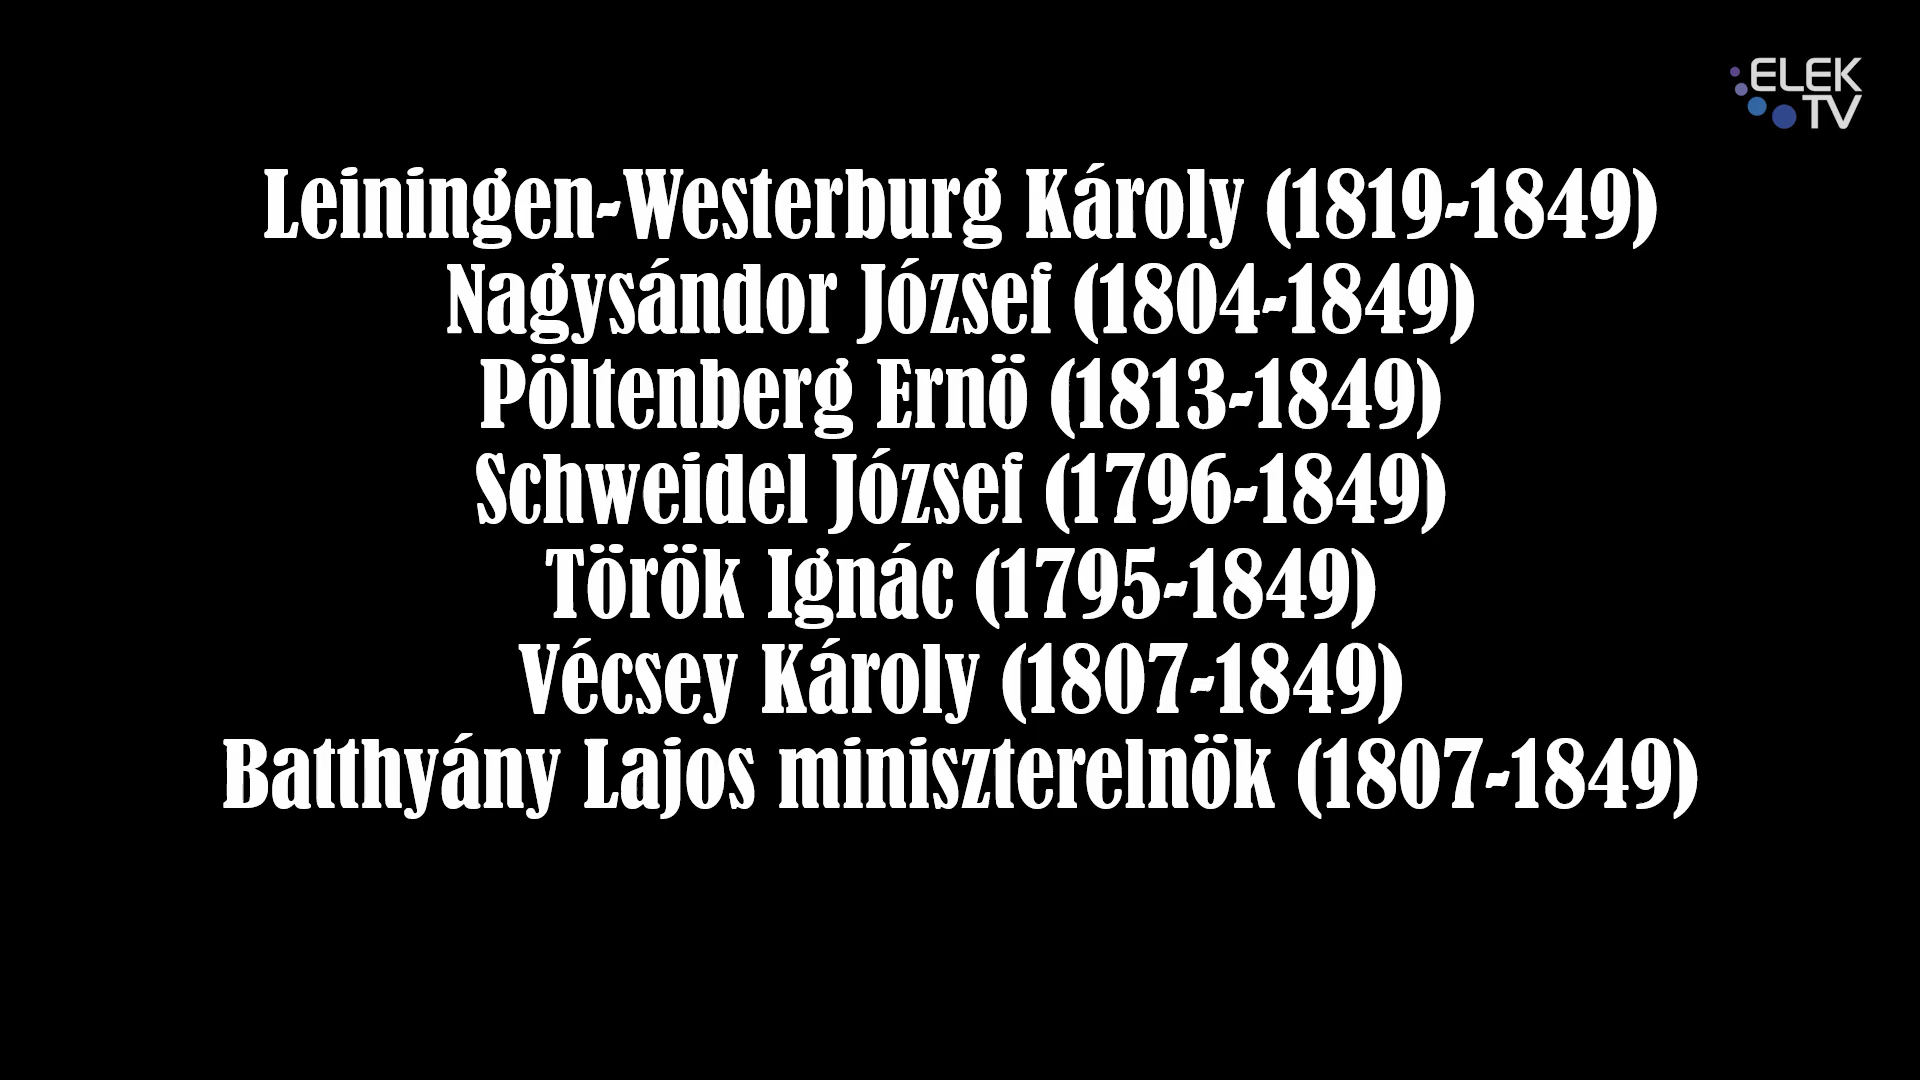 ELEK
TV
Leiningen-Westerburg Károly (1819-1849)
Nagysándor József (1804-1849)
Pöltenberg Ernö (1813-1849)
Schweidel József (1796-1849)
Török Ignác (1795-1849)
Vécsey Károly (1807-1849)
Batthyány Lajos miniszterelnök (1807-1849)